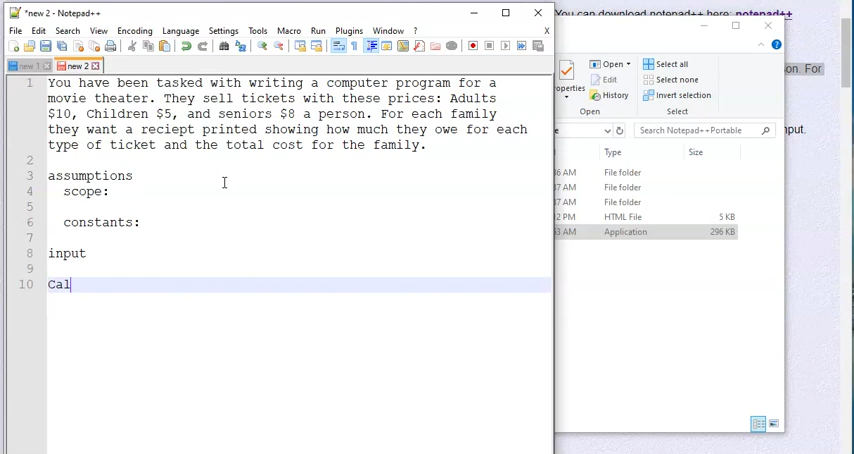 *new 2 - Notepad++
You can download notepad++ here: notepad++
File Edit Search View Encoding Language Settings Tools Macro Run Plugins Window ? X
new 1 new 2
1 You have been tasked with writing a computer program for a
movie theater. They sell tickets with these prices: Adults
$10, Children $5, and seniors $8 a person. For each family
they want a reciept printed showing how much they owe for each
type of ticket and the total cost for the family.
2
3 assumptions
4 scope:
5
6 constants:
7
8 input
9
10 Cal
Open Select all
Edit Select none
History Invert selection
Open Select
son. For
Search Notepad++Portable
nput.
Type Size
File folder
File folder
File folder
HTML File 5 KB
Application 296 KB